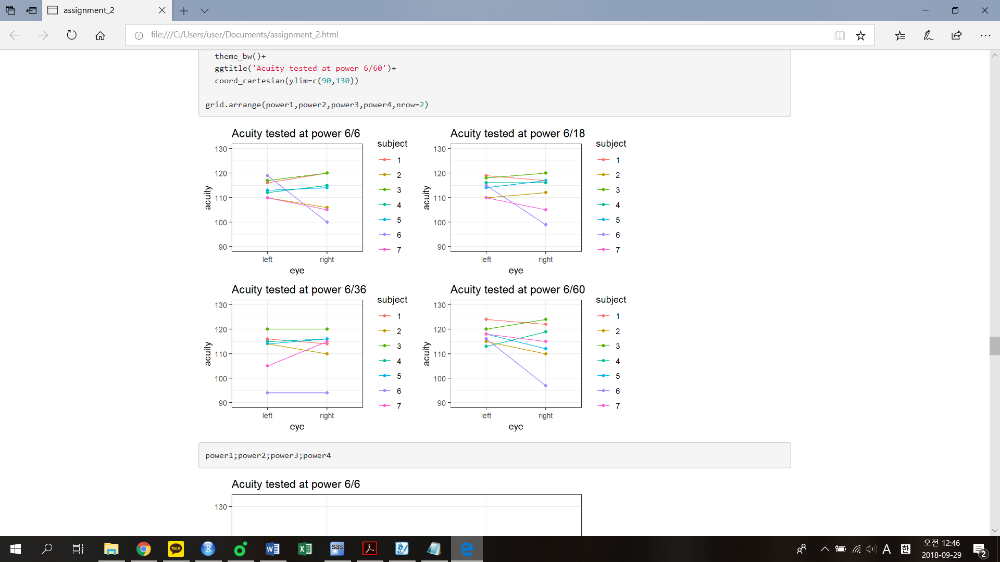 assignment_2
file:///C:/Users/user/Documents/assignment_2.html
theme_bw()+
ggtitle('Acuity tested at power 6/60')+
coord_cartesian(ylim=c(90,130))
grid.arrange(power1,power2,power3,power4,nrow=2)
Acuity tested at power 6/6
130
120
110
100
90
acuity
left right
eye
subject
1
2
3
4
5
6
7
Acuity tested at power 6/18
130
120
110
100
90
acuity
left right
eye
subject
1
2
3
4
5
6
7
Acuity tested at power 6/36
130
120
110
100
90
acuity
left right
eye
subject
1
2
3
4
5
6
7
Acuity tested at power 6/60
130
120
110
100
90
acuity
left right
eye
subject
1
2
3
4
5
6
7
power1;power2;power3;power4
Acuity tested at power 6/6
130
TALK
R
sas
A
한
오전 12:46
2018-09-29
2